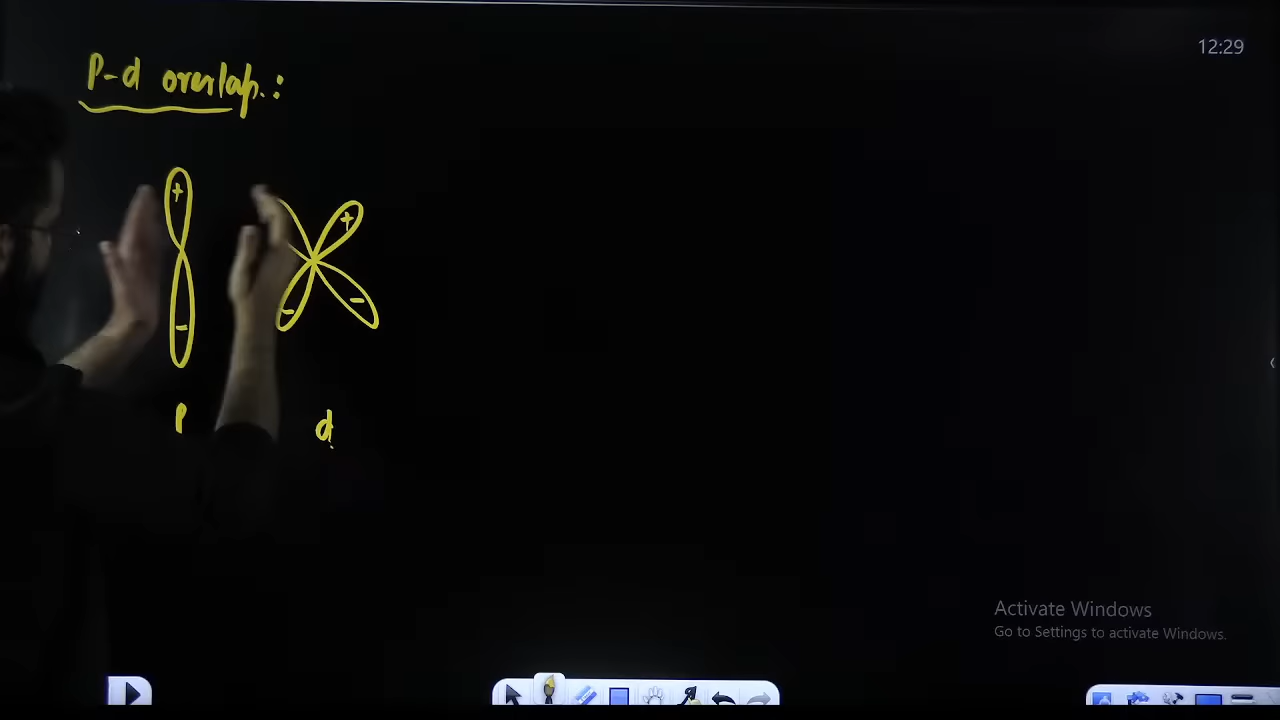 12:29
P-d overlap.:
+
+
-
-
-
p
d
Activate Windows
Go to Settings to activate Windows.